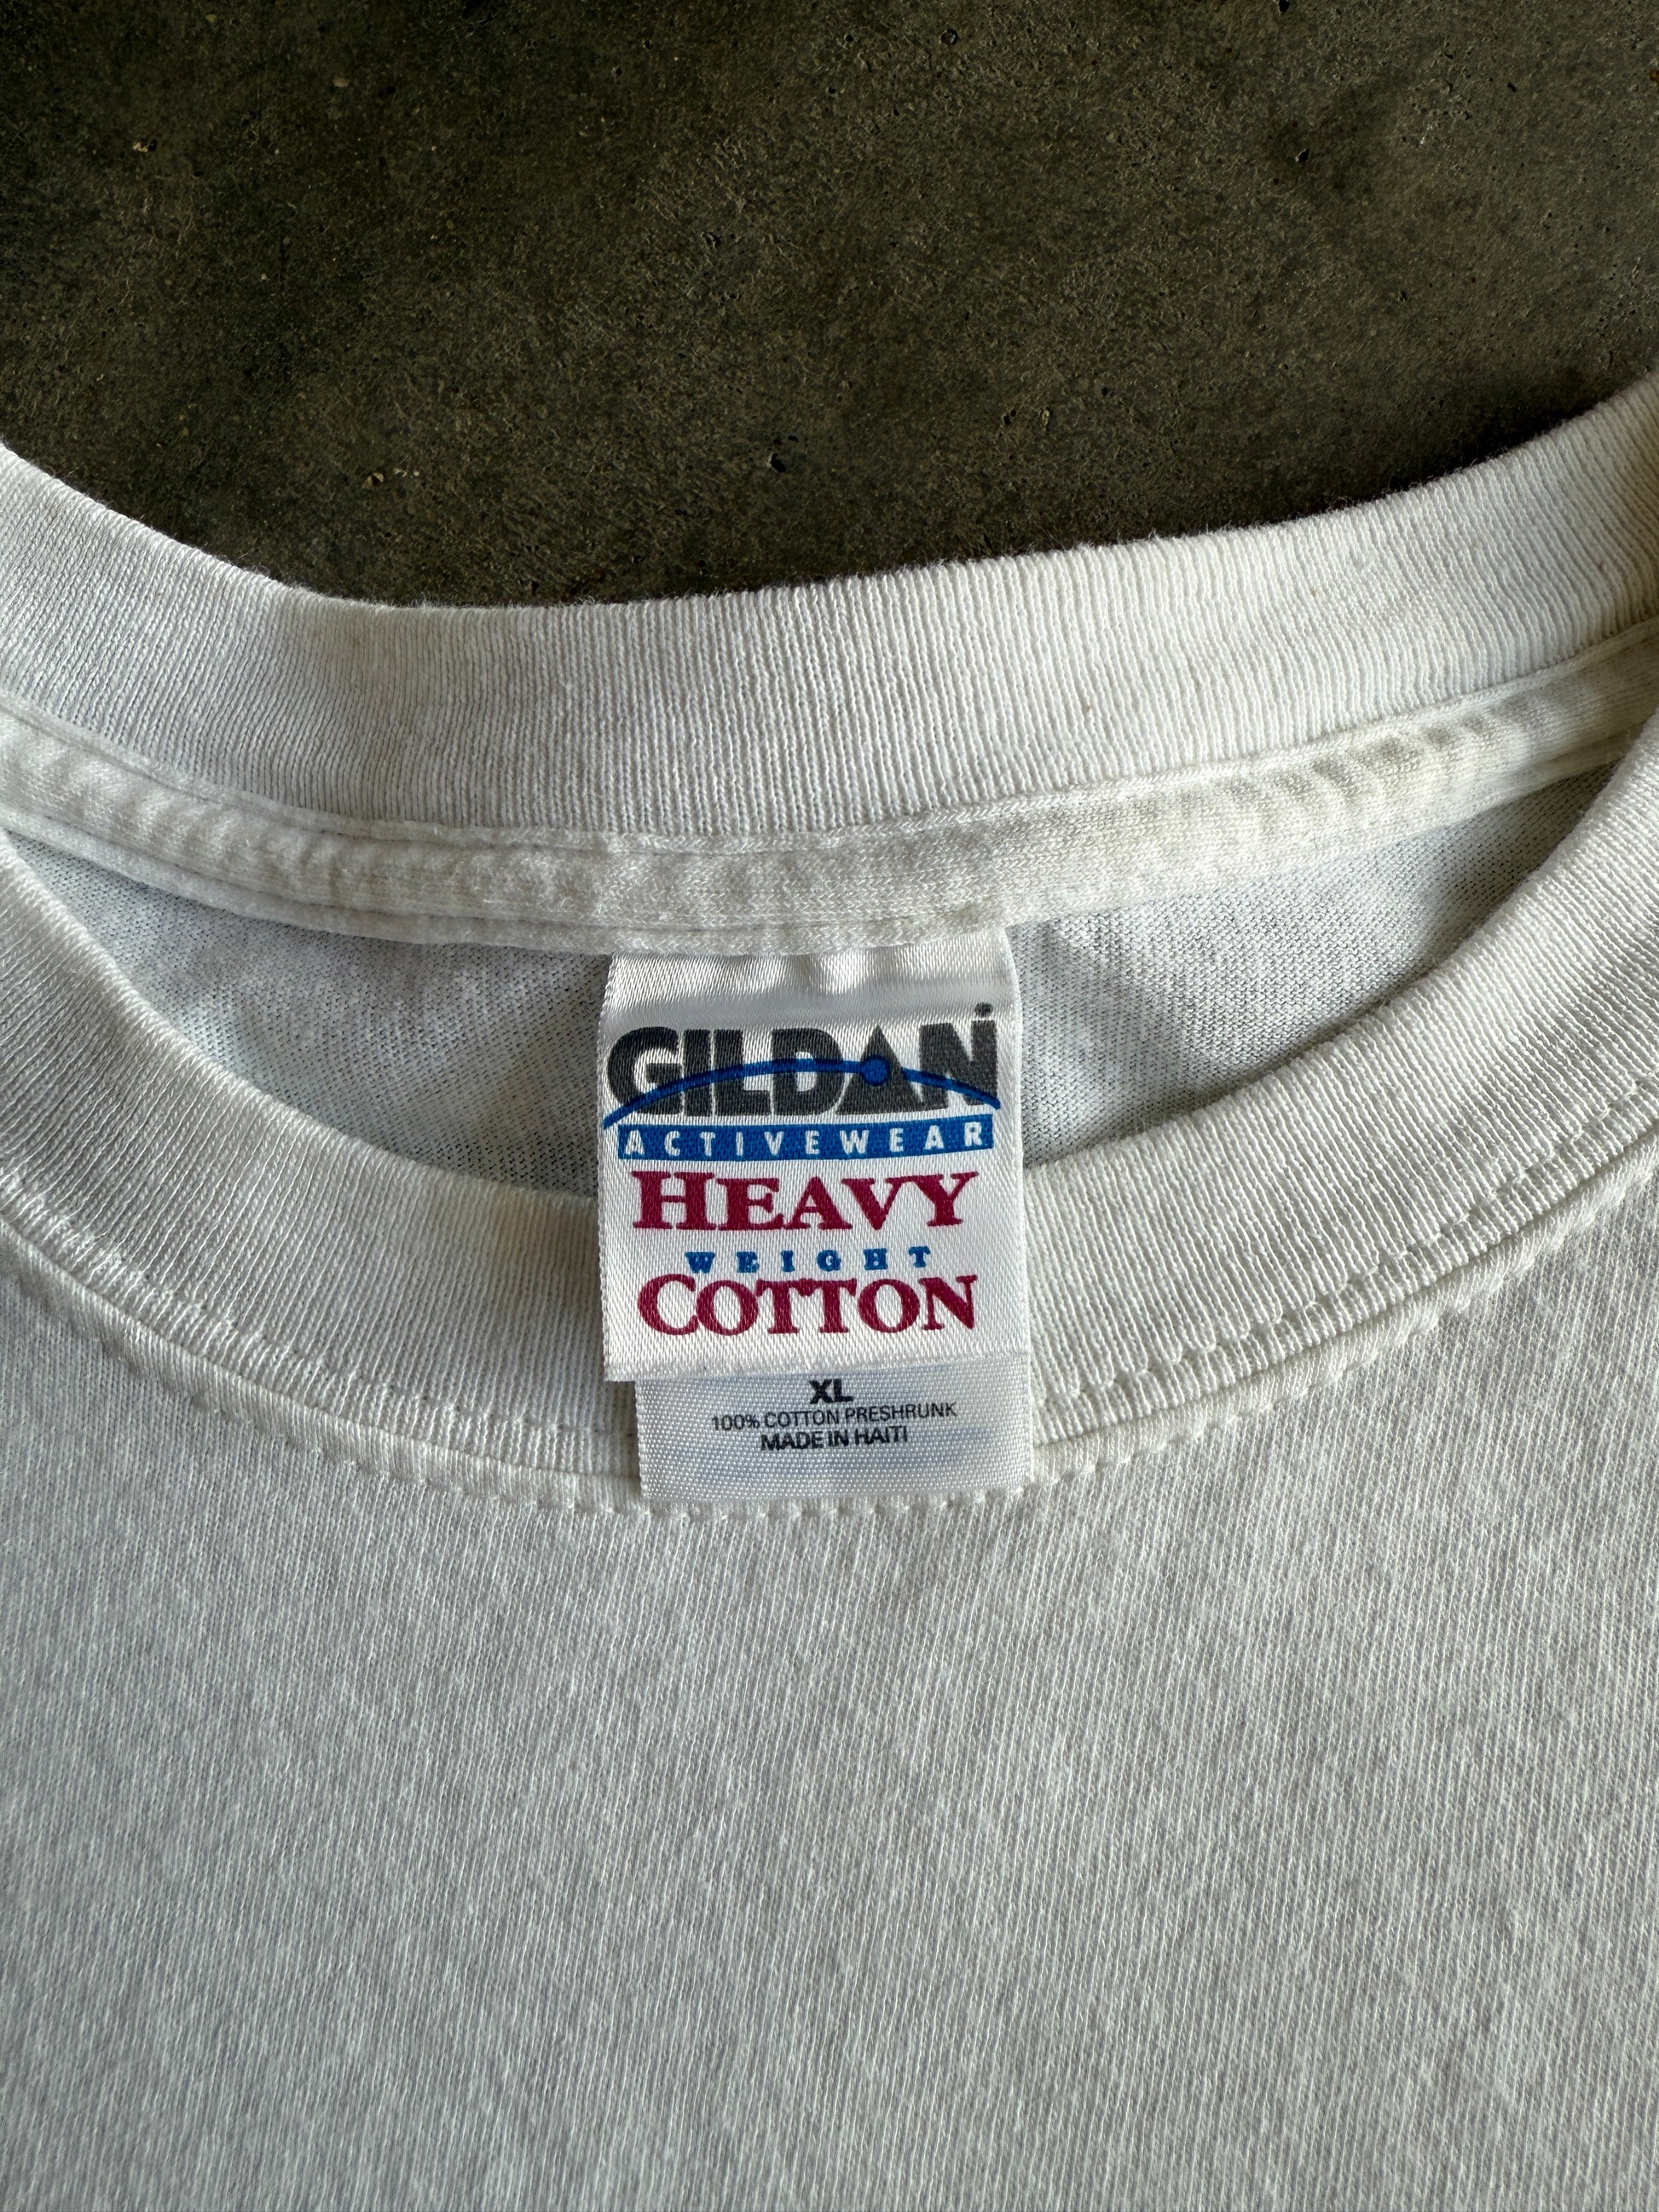 GILDAN
ACTIVEWEAR
HEAVY
WEIGHT
COTTON
XL
100% COTTON PRESHRUNK
MADE IN HAITI